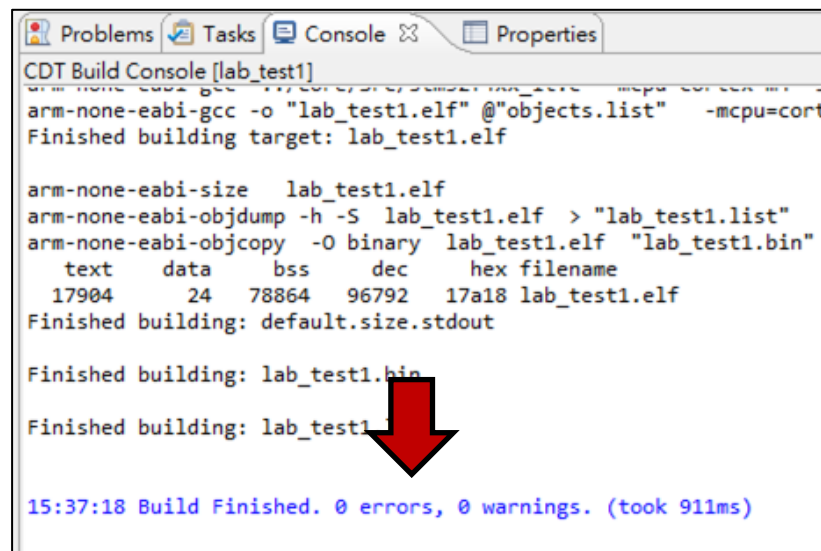 Problems Tasks Console Properties
CDT Build Console [lab_test1]
arm-none-eabi-gcc -o "lab_test1.elf" @"objects.list" -mcpu=cort
Finished building target: lab_test1.elf
arm-none-eabi-size lab_test1.elf
arm-none-eabi-objdump -h -S lab_test1.elf > "lab_test1.list"
arm-none-eabi-objcopy -O binary lab_test1.elf "lab_test1.bin"
text data bss dec hex filename
17904 24 78864 96792 17a18 lab_test1.elf
Finished building: default.size.stdout
Finished building: lab_test1.bin
Finished building: lab_test1
15:37:18 Build Finished. 0 errors, 0 warnings. (took 911ms)